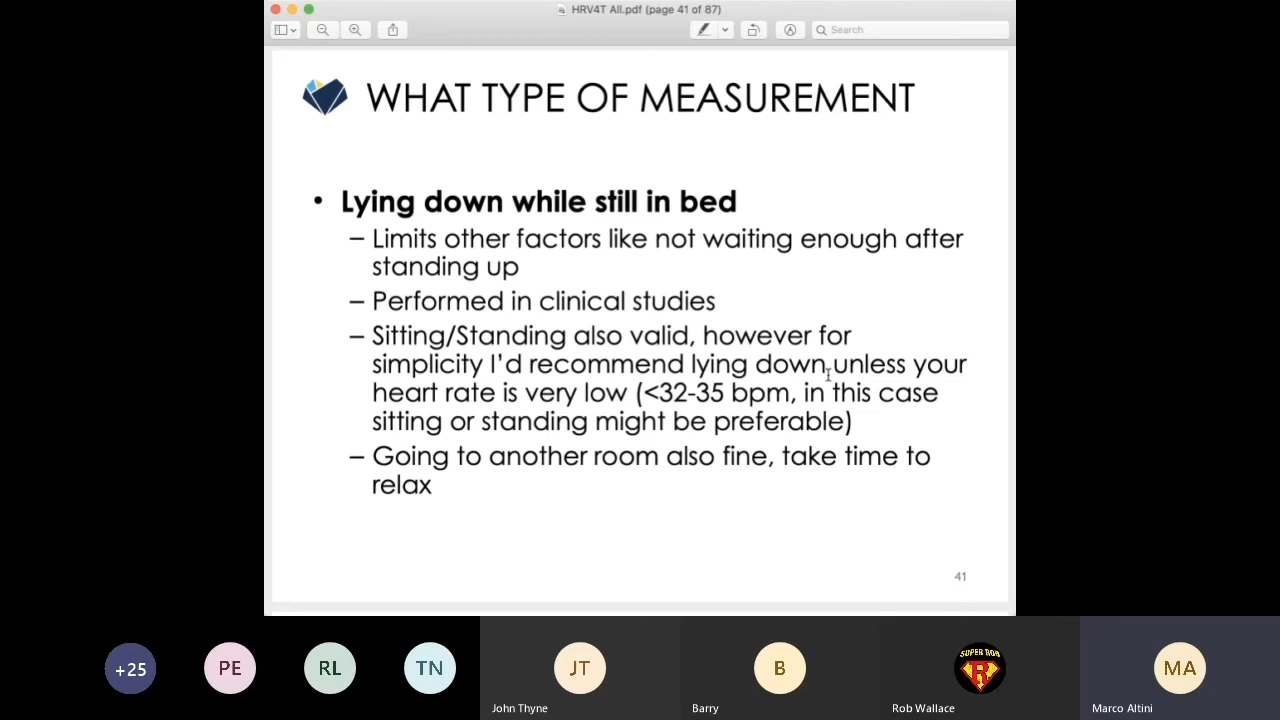 HRV4T All.pdf (page 41 of 87)
Search
WHAT TYPE OF MEASUREMENT
• Lying down while still in bed
– Limits other factors like not waiting enough after
standing up
– Performed in clinical studies
– Sitting/Standing also valid, however for
simplicity I'd recommend lying down unless your
heart rate is very low (<32-35 bpm, in this case
sitting or standing might be preferable)
– Going to another room also fine, take time to
relax
41
+25
PE
RL
TN
JT
B
SUPER ROB
R
MA
John Thyne
Barry
Rob Wallace
Marco Altini